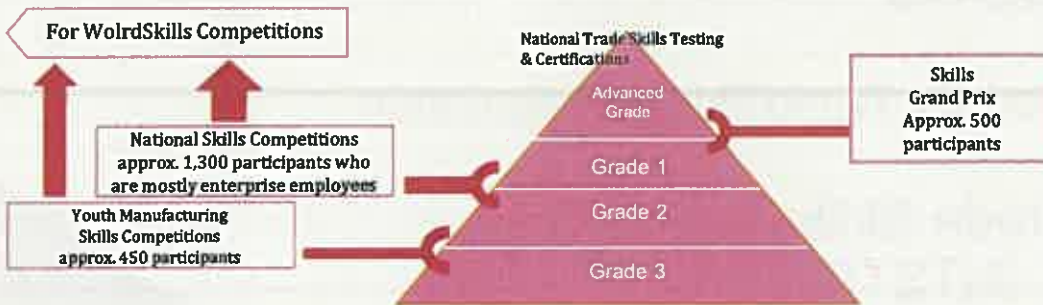 For WolrdSkills Competitions
National Trade Skills Testing
& Certifications
Advanced
Grade
Skills
Grand Prix
Approx. 500
participants
National Skills Competitions
approx. 1,300 participants who
are mostly enterprise employees
Grade 1
Youth Manufacturing
Skills Competitions
approx. 450 participants
Grade 2
Grade 3